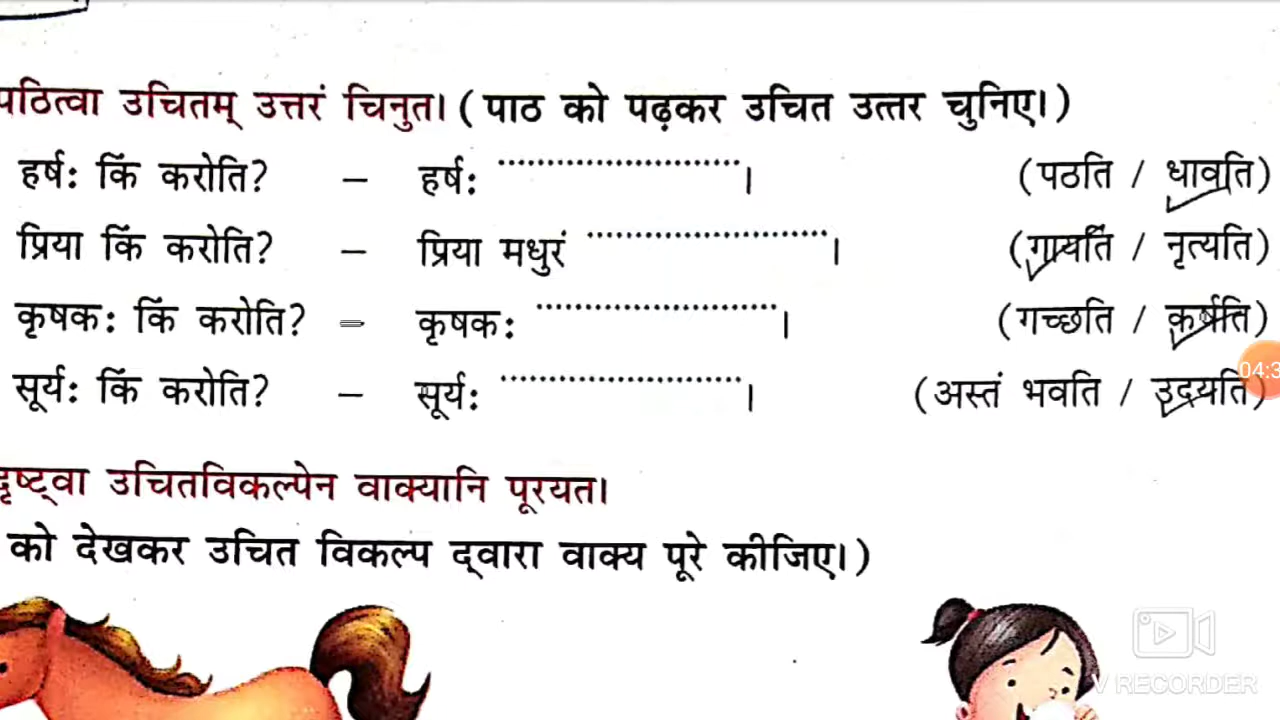 पठित्वा उचितम् उत्तरं चिनुत। (पाठ को पढ़कर उचित उत्तर चुनिए।)
हर्षः किं करोति? – हर्षः ........................। (पठति / धावति)
प्रिया किं करोति? – प्रिया मधुरं ........................। (गायति / नृत्यति)
कृषकः किं करोति? – कृषकः ........................। (गच्छति / कर्षति)
सूर्यः किं करोति? – सूर्यः ........................। (अस्तं भवति / उदयति)
04:3
दृष्ट्वा उचितविकल्पेन वाक्यानि पूरयत।
को देखकर उचित विकल्प द्वारा वाक्य पूरे कीजिए।)
V RECORDER